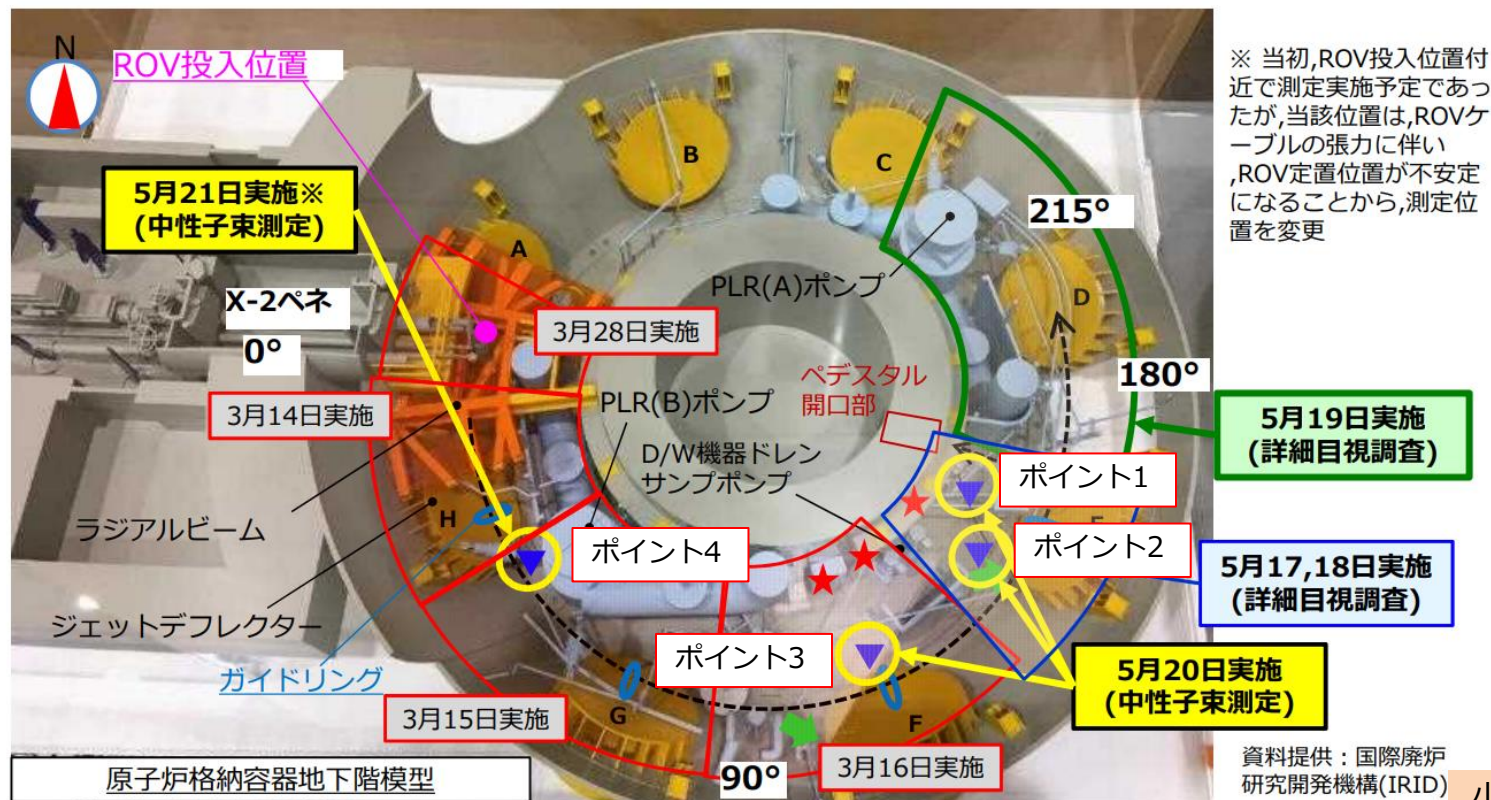 N
ROV投入位置
※ 当初,ROV投入位置付
近で測定実施予定であっ
たが,当該位置は,ROVケ
ーブルの張力に伴い
,ROV定置位置が不安定
になることから,測定位
置を変更
5月21日実施※
(中性子束測定)
B
C
215°
A
D
PLR(A)ポンプ
X-2ペネ
0°
3月28日実施
ペデスタル
開口部
180°
3月14日実施
PLR(B)ポンプ
5月19日実施
(詳細目視調査)
D/W機器ドレン
サンプポンプ
ポイント1
ラジアルビーム
H
E
ポイント4
ポイント2
5月17,18日実施
(詳細目視調査)
ジェットデフレクター
ポイント3
ガイドリング
5月20日実施
(中性子束測定)
3月15日実施
G
F
90°
3月16日実施
原子炉格納容器地下階模型
資料提供：国際廃炉
研究開発機構(IRID)